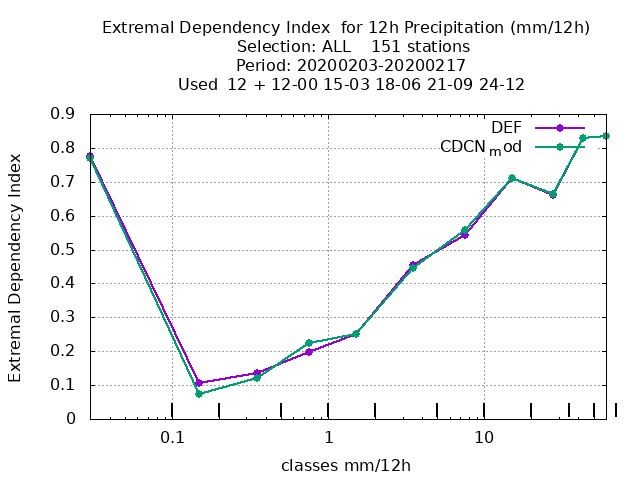 Extremal Dependency Index  for 12h Precipitation (mm/12h)
Selection: ALL    151 stations
Period: 20200203-20200217
Used  12 + 12-00 15-03 18-06 21-09 24-12
DEF
CDCNmod
0.9
0.8
0.7
0.6
0.5
0.4
0.3
0.2
0.1
0
Extremal Dependency Index
0.1 1 10
classes mm/12h